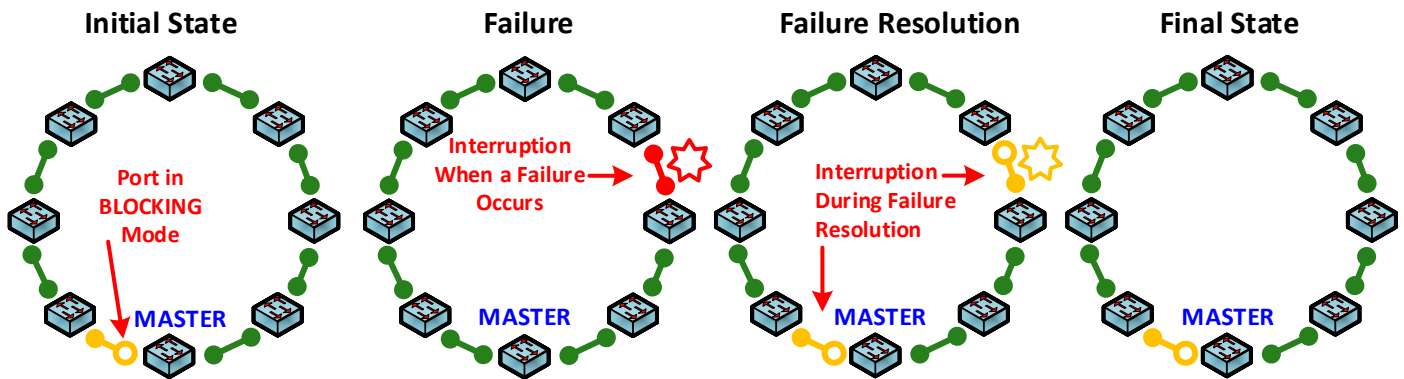 Initial State
Failure
Failure Resolution
Final State
Port in
BLOCKING
Mode
MASTER
Interruption
When a Failure
Occurs
MASTER
Interruption
During Failure
Resolution
MASTER
MASTER